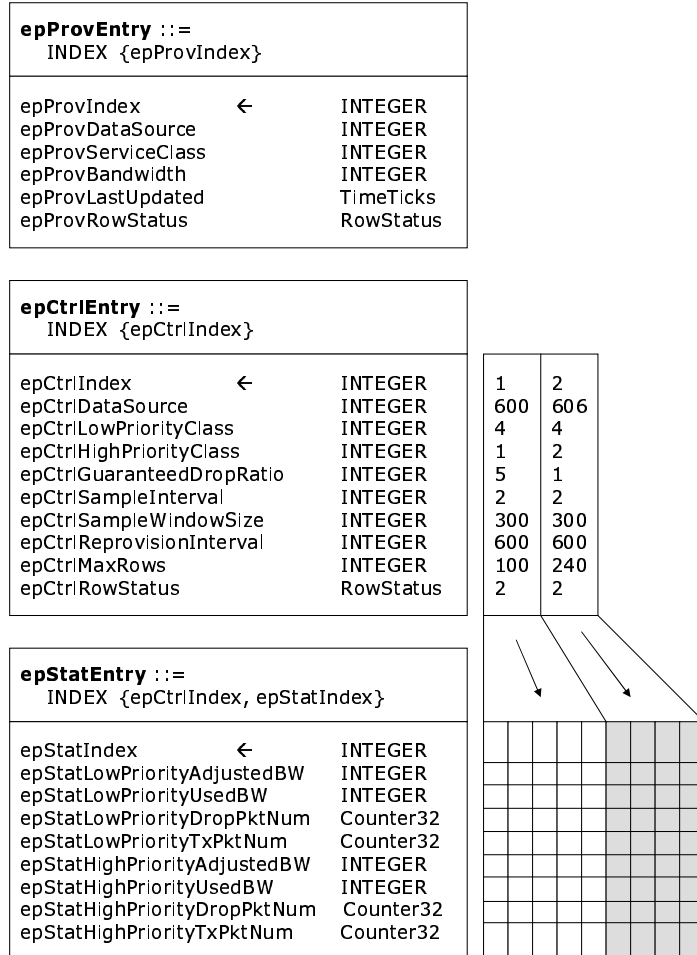 epProvEntry ::=
INDEX {epProvIndex}
epProvIndex ← INTEGER
epProvDataSource INTEGER
epProvServiceClass INTEGER
epProvBandwidth INTEGER
epProvLastUpdated TimeTicks
epProvRowStatus RowStatus
epCtrlEntry ::=
INDEX {epCtrlIndex}
epCtrlIndex ← INTEGER 1 2
epCtrlDataSource INTEGER 600 606
epCtrlLowPriorityClass INTEGER 4 4
epCtrlHighPriorityClass INTEGER 1 2
epCtrlGuaranteedDropRatio INTEGER 5 1
epCtrlSampleInterval INTEGER 2 2
epCtrlSampleWindowSize INTEGER 300 300
epCtrlReprovisionInterval INTEGER 600 600
epCtrlMaxRows INTEGER 100 240
epCtrlRowStatus RowStatus 2 2
epStatEntry ::=
INDEX {epCtrlIndex, epStatIndex}
epStatIndex ← INTEGER
epStatLowPriorityAdjustedBW INTEGER
epStatLowPriorityUsedBW INTEGER
epStatLowPriorityDropPktNum Counter32
epStatLowPriorityTxPktNum Counter32
epStatHighPriorityAdjustedBW INTEGER
epStatHighPriorityUsedBW INTEGER
epStatHighPriorityDropPktNum Counter32
epStatHighPriorityTxPktNum Counter32